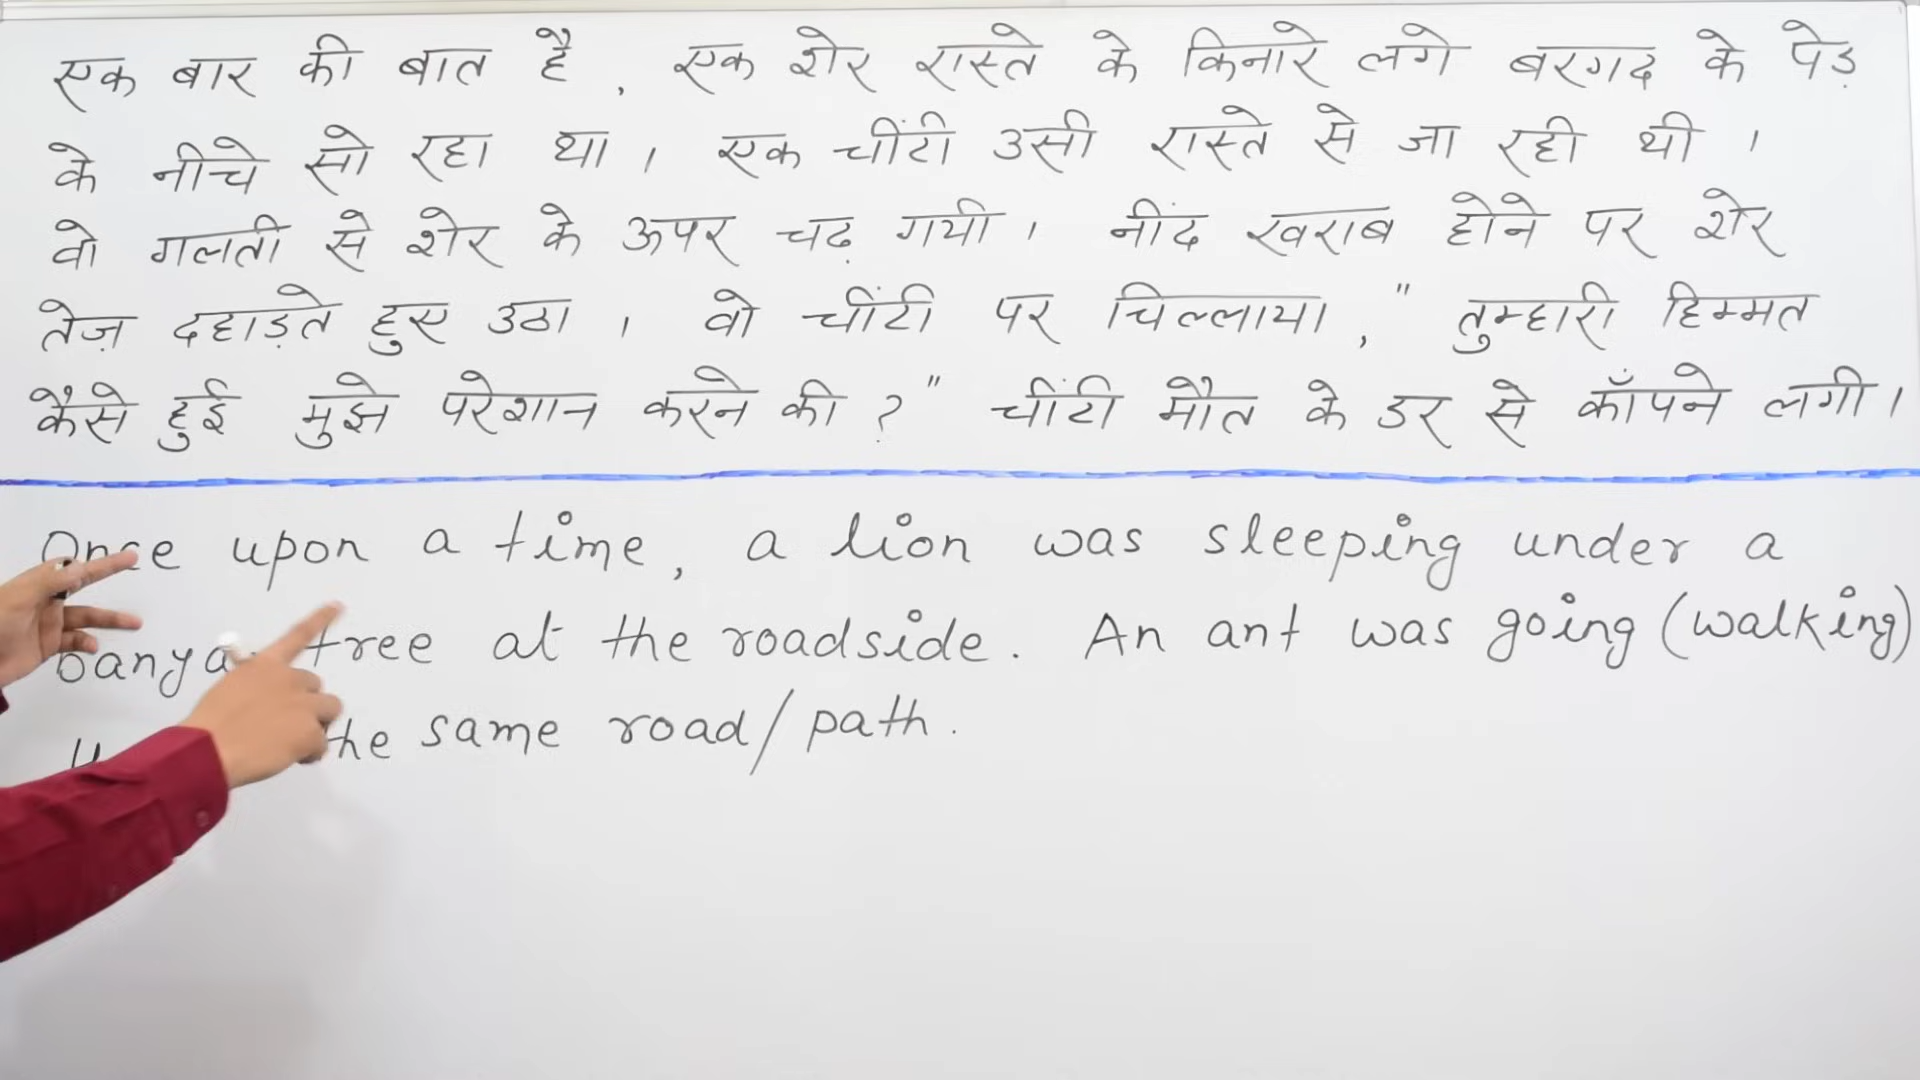 एक बार की बात है, एक शेर रास्ते के किनारे लगे बरगद के पेड़
के नीचे सो रहा था। एक चींटी उसी रास्ते से जा रही थी।
वो गलती से शेर के ऊपर चढ़ गयी। नींद खराब होने पर शेर
तेज़ दहाड़ते हुए उठा। वो चींटी पर चिल्लाया, " तुम्हारी हिम्मत
कैसे हुई मुझे परेशान करने की ? " चींटी मौत के डर से काँपने लगी।
Once upon a time, a lion was sleeping under a
tree at the roadside. An ant was going (walking)
the same road/path.